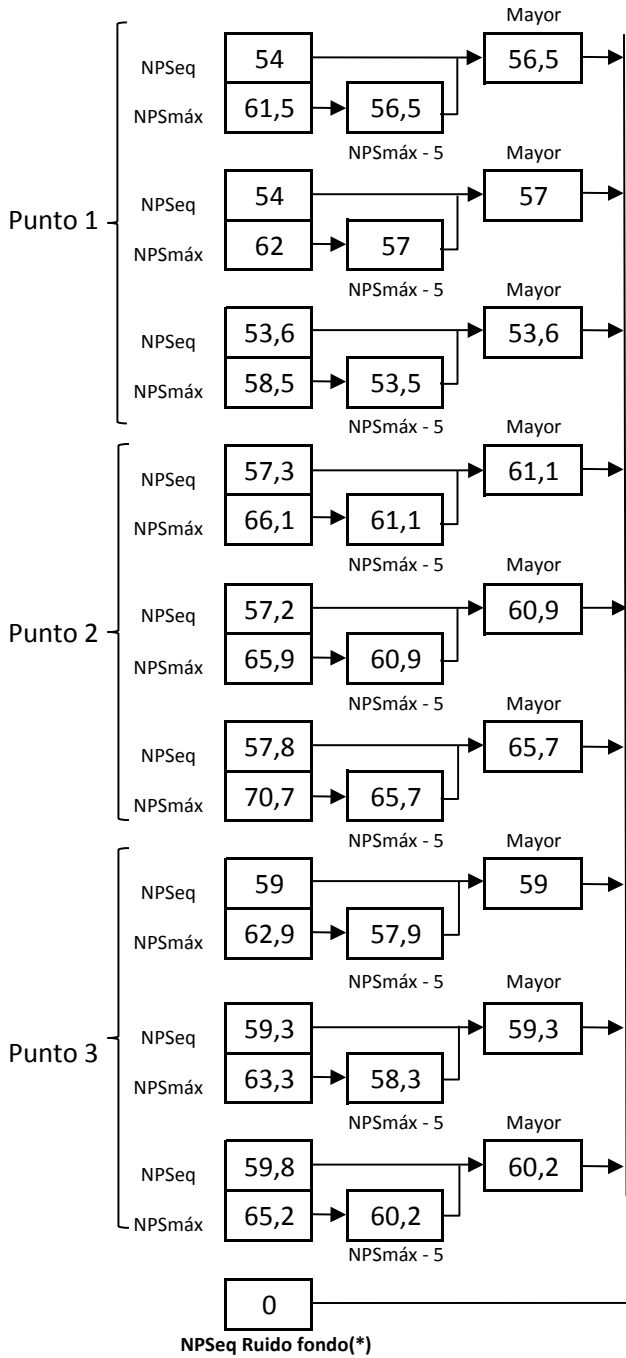 Mayor
NPSeq 54 56,5
NPSmáx 61,5 56,5
NPSmáx - 5
Mayor
Punto 1
NPSeq 54 57
NPSmáx 62 57
NPSmáx - 5
Mayor
NPSeq 53,6 53,6
NPSmáx 58,5 53,5
NPSmáx - 5
Mayor
NPSeq 57,3 61,1
NPSmáx 66,1 61,1
NPSmáx - 5
Mayor
Punto 2
NPSeq 57,2 60,9
NPSmáx 65,9 60,9
NPSmáx - 5
Mayor
NPSeq 57,8 65,7
NPSmáx 70,7 65,7
NPSmáx - 5
Mayor
NPSeq 59 59
NPSmáx 62,9 57,9
NPSmáx - 5
Mayor
Punto 3
NPSeq 59,3 59,3
NPSmáx 63,3 58,3
NPSmáx - 5
Mayor
NPSeq 59,8 60,2
NPSmáx 65,2 60,2
NPSmáx - 5
0
NPSeq Ruido fondo(*)